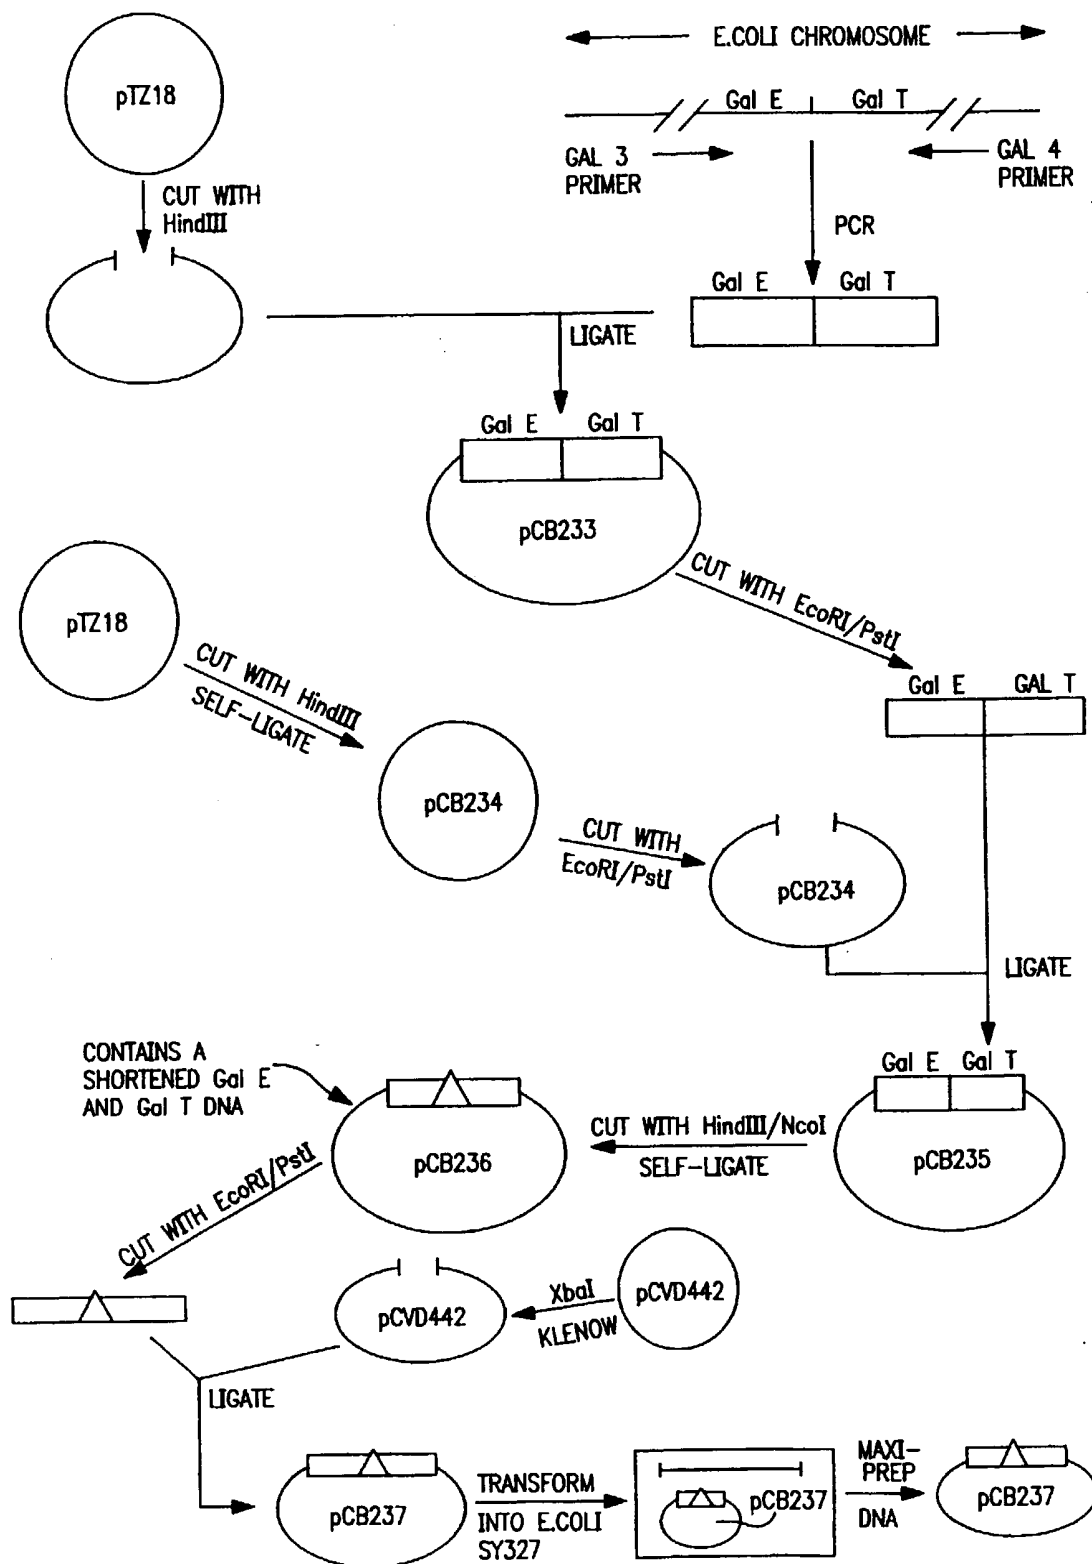 E.COLI CHROMOSOME
pTZ18
Gal E Gal T
GAL 3
PRIMER
GAL 4
PRIMER
CUT WITH
HindIII
PCR
Gal E Gal T
LIGATE
Gal E Gal T
pCB233
CUT WITH EcoRI/PstI
pTZ18
CUT WITH HindIII
SELF-LIGATE
Gal E GAL T
pCB234
CUT WITH
EcoRI/PstI
pCB234
LIGATE
CONTAINS A
SHORTENED Gal E
AND Gal T DNA
Gal E Gal T
pCB236
CUT WITH HindIII/NcoI
SELF-LIGATE
pCB235
CUT WITH EcoRI/PstI
pCVD442
XbaI
KLENOW
pCVD442
LIGATE
pCB237
TRANSFORM
INTO E.COLI
SY327
pCB237
MAXI-
PREP
DNA
pCB237